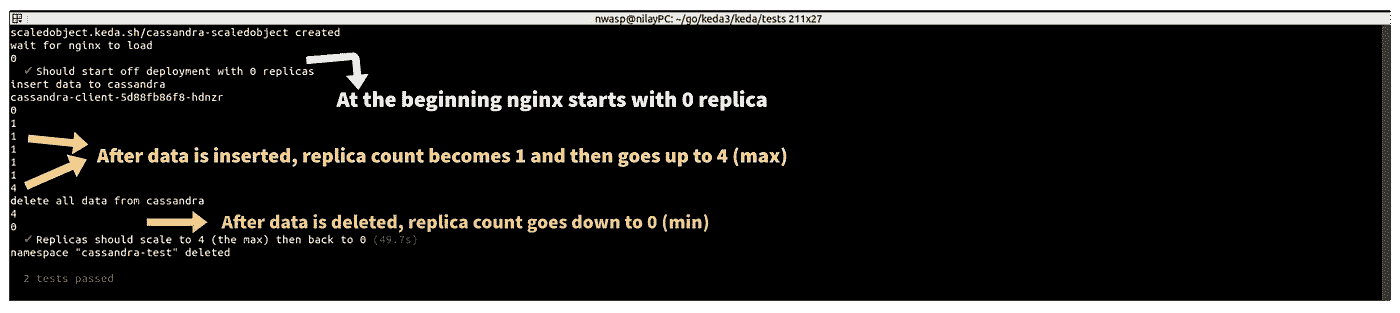 nwasp@nilayPC: ~/go/keda3/keda/tests 211x27
scaledobject.keda.sh/cassandra-scaledobject created
wait for nginx to load
0
✓ Should start off deployment with 0 replicas
insert data to cassandra
cassandra-client-5d88fb86f8-hdnzr
At the beginning nginx starts with 0 replica
0
1
1
1
After data is inserted, replica count becomes 1 and then goes up to 4 (max)
1
1
4
delete all data from cassandra
4
After data is deleted, replica count goes down to 0 (min)
0
✓ Replicas should scale to 4 (the max) then back to 0 (49.7s)
namespace "cassandra-test" deleted
2 tests passed